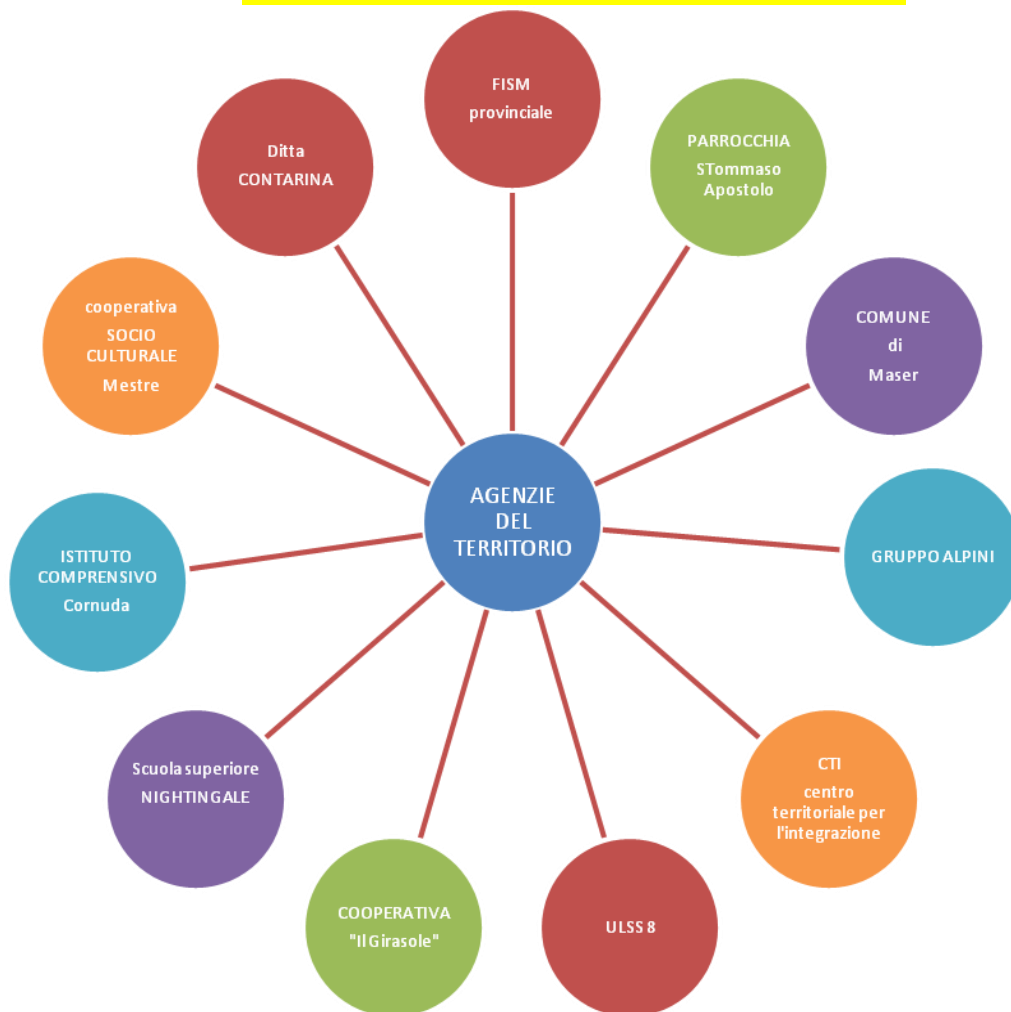 FISM
provinciale
PARROCCHIA
STommaso
Apostolo
COMUNE
di
Maser
GRUPPO ALPINI
CTI
centro
territoriale per
l'integrazione
ULSS 8
COOPERATIVA
"Il Girasole"
Scuola superiore
NIGHTINGALE
ISTITUTO
COMPRENSIVO
Cornuda
cooperativa
SOCIO
CULTURALE
Mestre
Ditta
CONTARINA
AGENZIE
DEL
TERRITORIO